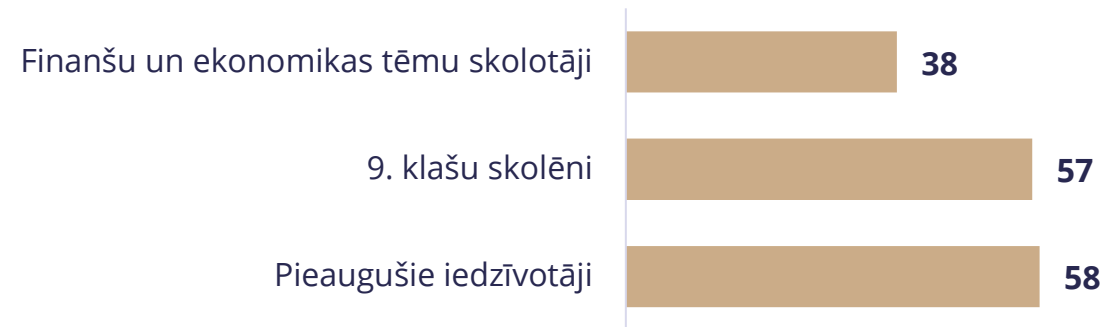 Finanšu un ekonomikas tēmu skolotāji 38
9. klašu skolēni 57
Pieaugušie iedzīvotāji 58